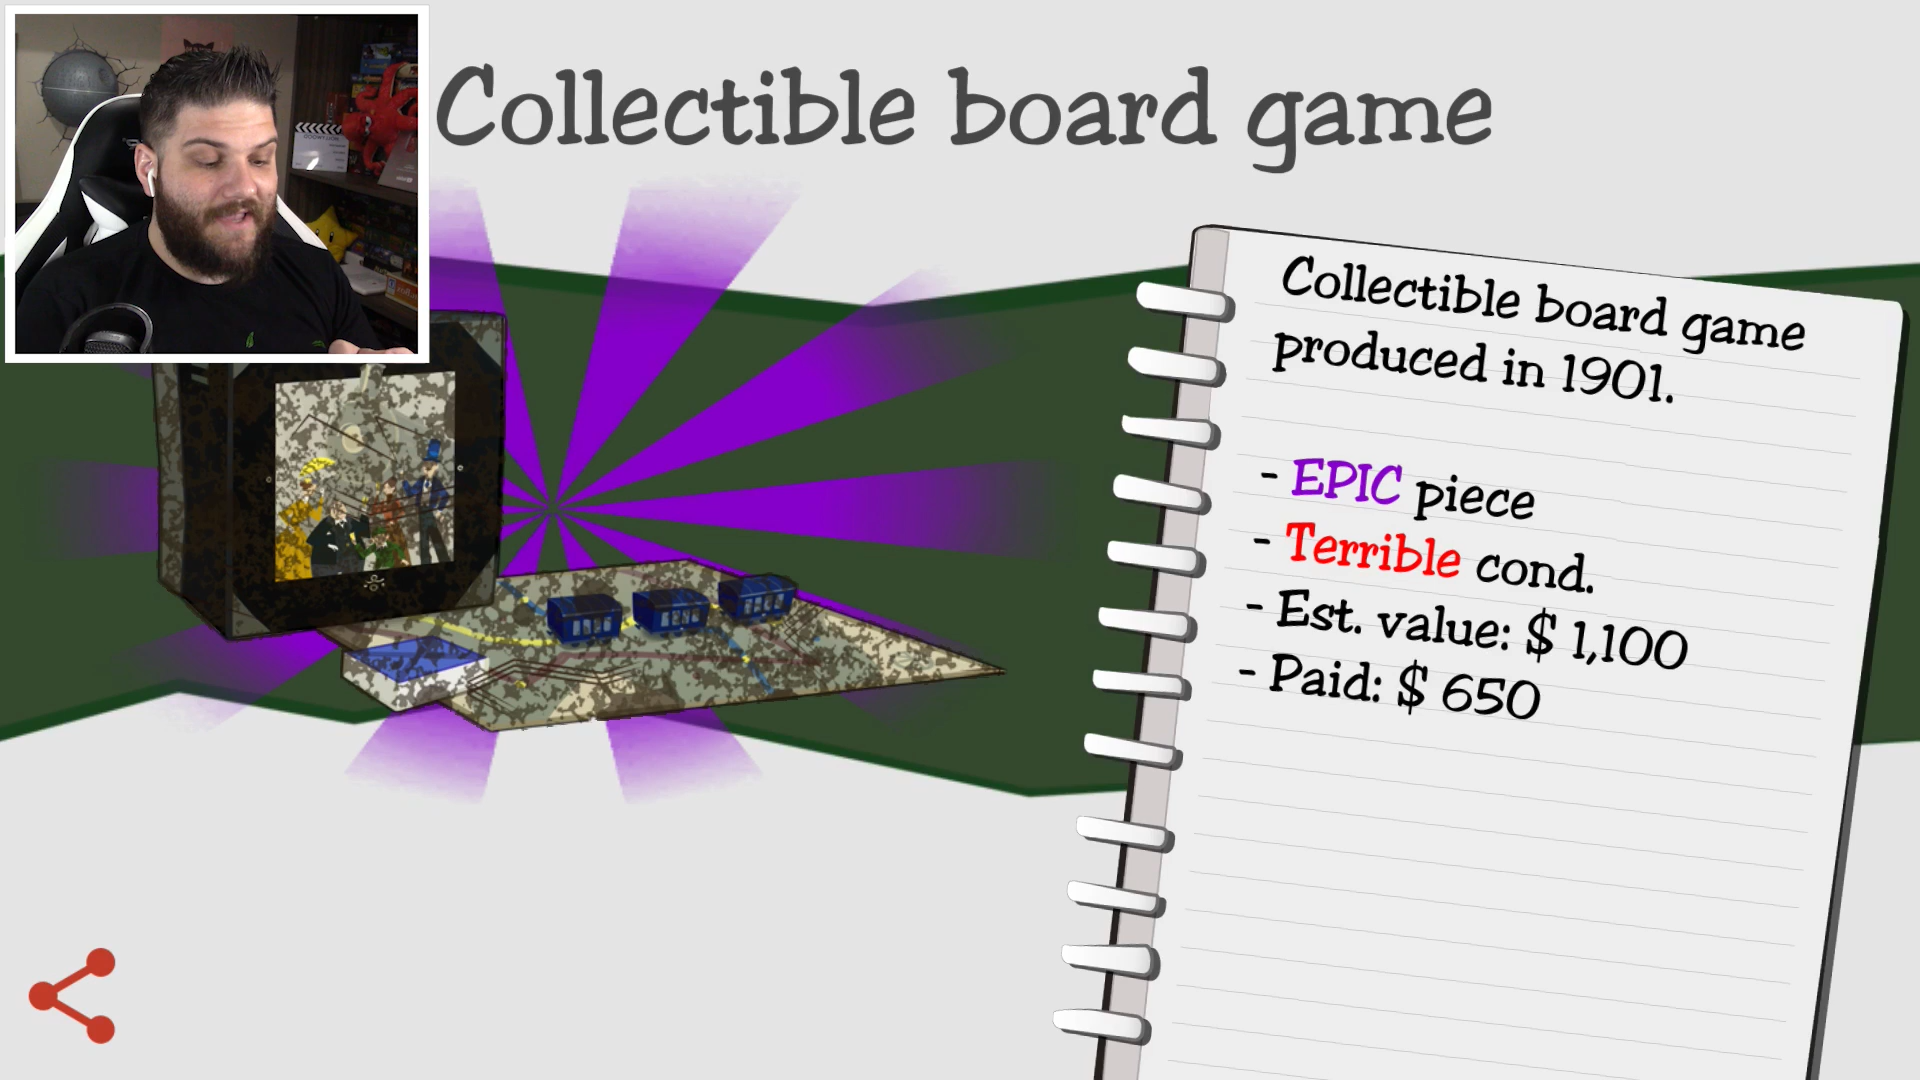 Collectible board game
Collectible board game
produced in 1901.
- EPIC piece
- Terrible cond.
- Est. value: $ 1,100
- Paid: $ 650